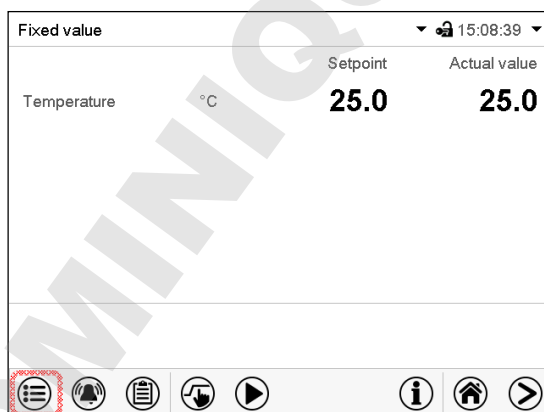 Fixed value 15:08:39
Setpoint Actual value
Temperature °C 25.0 25.0